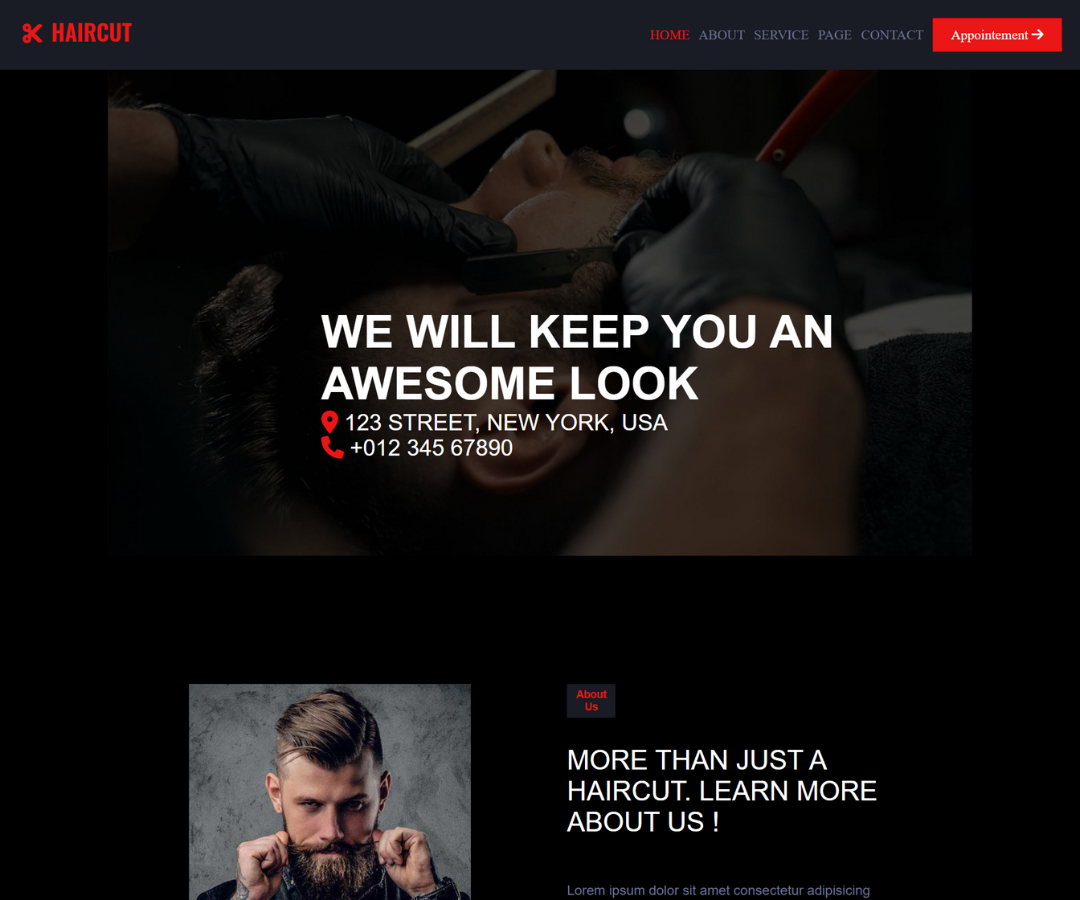 HAIRCUT
HOME ABOUT SERVICE PAGE CONTACT Appointement
WE WILL KEEP YOU AN
AWESOME LOOK
123 STREET, NEW YORK, USA
+012 345 67890
About
Us
MORE THAN JUST A
HAIRCUT. LEARN MORE
ABOUT US !
Lorem ipsum dolor sit amet consectetur adipisicing